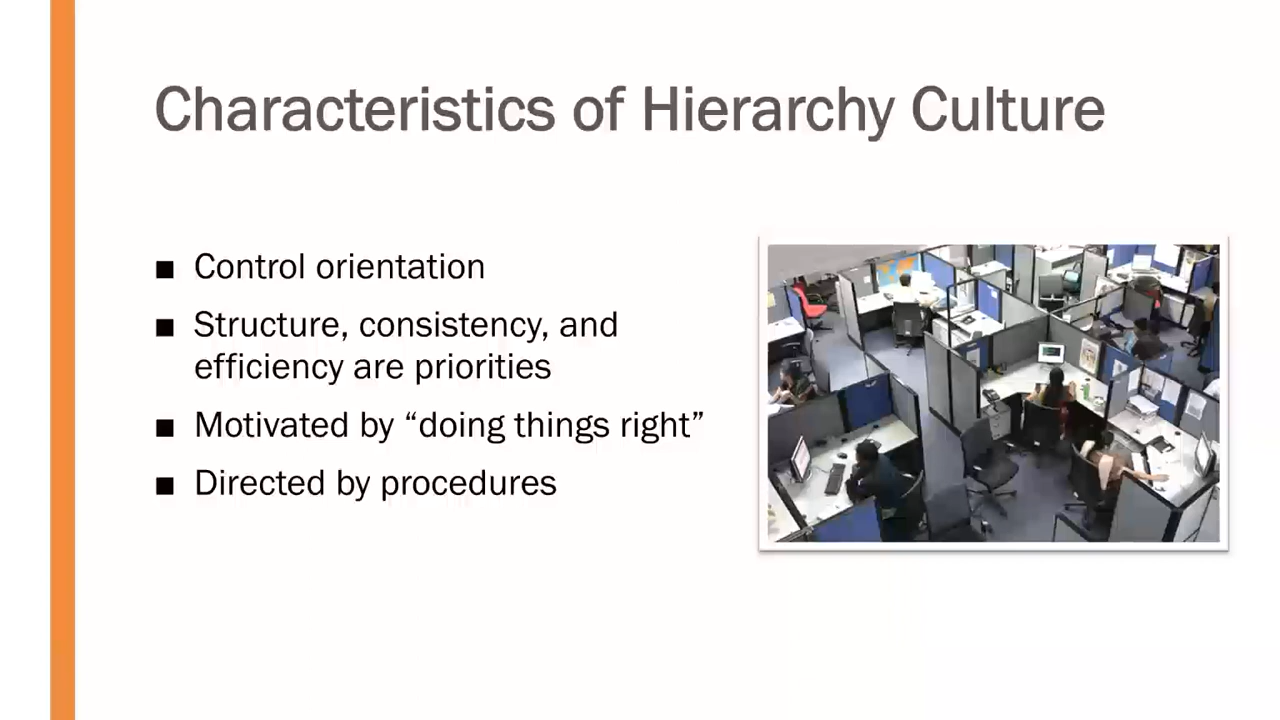 Characteristics of Hierarchy Culture
■ Control orientation
■ Structure, consistency, and
efficiency are priorities
■ Motivated by “doing things right”
■ Directed by procedures